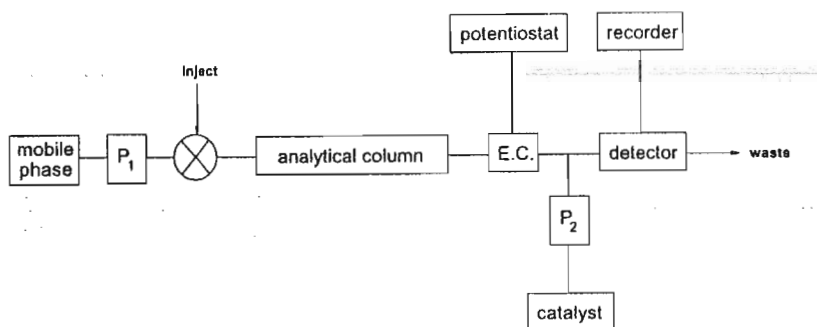 potentiostat
recorder
inject
mobile
phase
P1
analytical column
E.C.
detector
waste
P2
catalyst